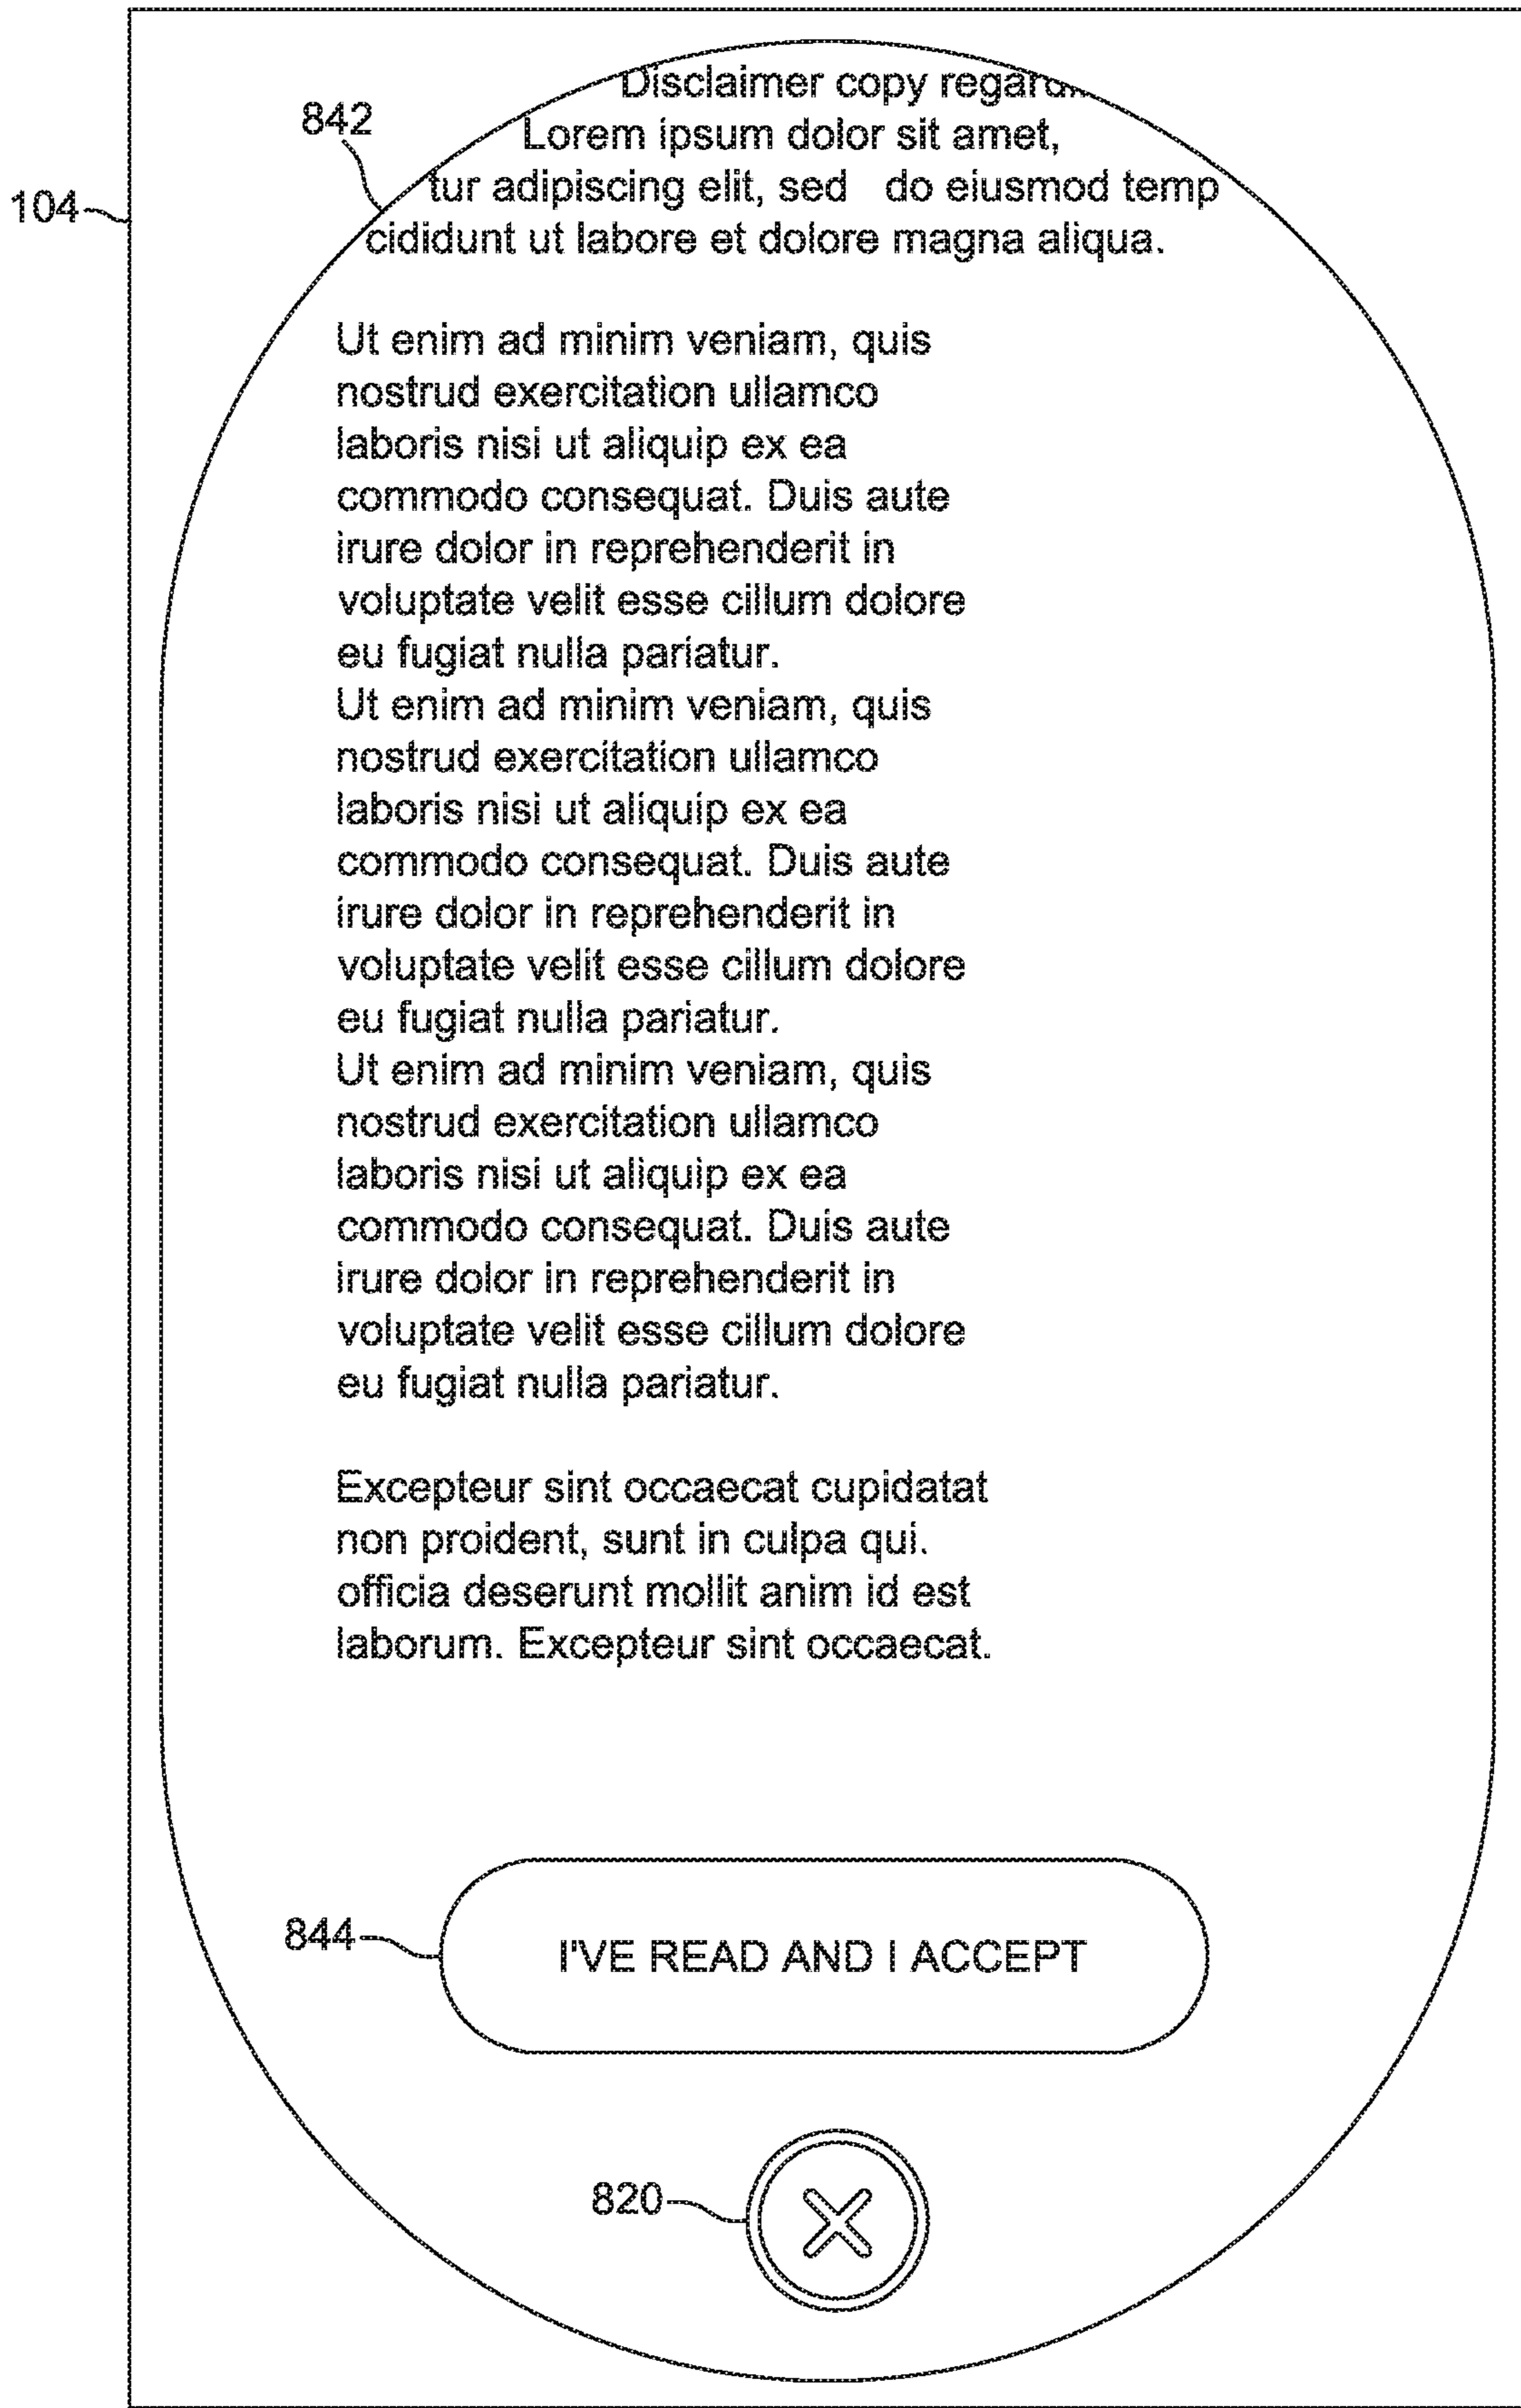 Disclaimer copy
842
Lorem ipsum dolor sit amet,
104
tur adipiscing elit, sed do eiusmod temp
cididunt ut labore et dolore magna aliqua.
Ut enim ad minim veniam, quis
nostrud exercitation ullamco
laboris nisi ut aliquip ex ea
commodo consequat. Duis aute
irure dolor in reprehenderit in
voluptate velit esse cillum dolore
eu fugiat nulla pariatur.
Ut enim ad minim veniam, quis
nostrud exercitation ullamco
laboris nisi ut aliquip ex ea
commodo consequat. Duis aute
irure dolor in reprehenderit in
voluptate velit esse cillum dolore
eu fugiat nulla pariatur.
Ut enim ad minim veniam, quis
nostrud exercitation ullamco
laboris nisi ut aliquip ex ea
commodo consequat. Duis aute
irure dolor in reprehenderit in
voluptate velit esse cillum dolore
eu fugiat nulla pariatur.
Excepteur sint occaecat cupidatat
non proident, sunt in culpa qui.
officia deserunt mollit anim id est
laborum. Excepteur sint occaecat.
844
I'VE READ AND I ACCEPT
820